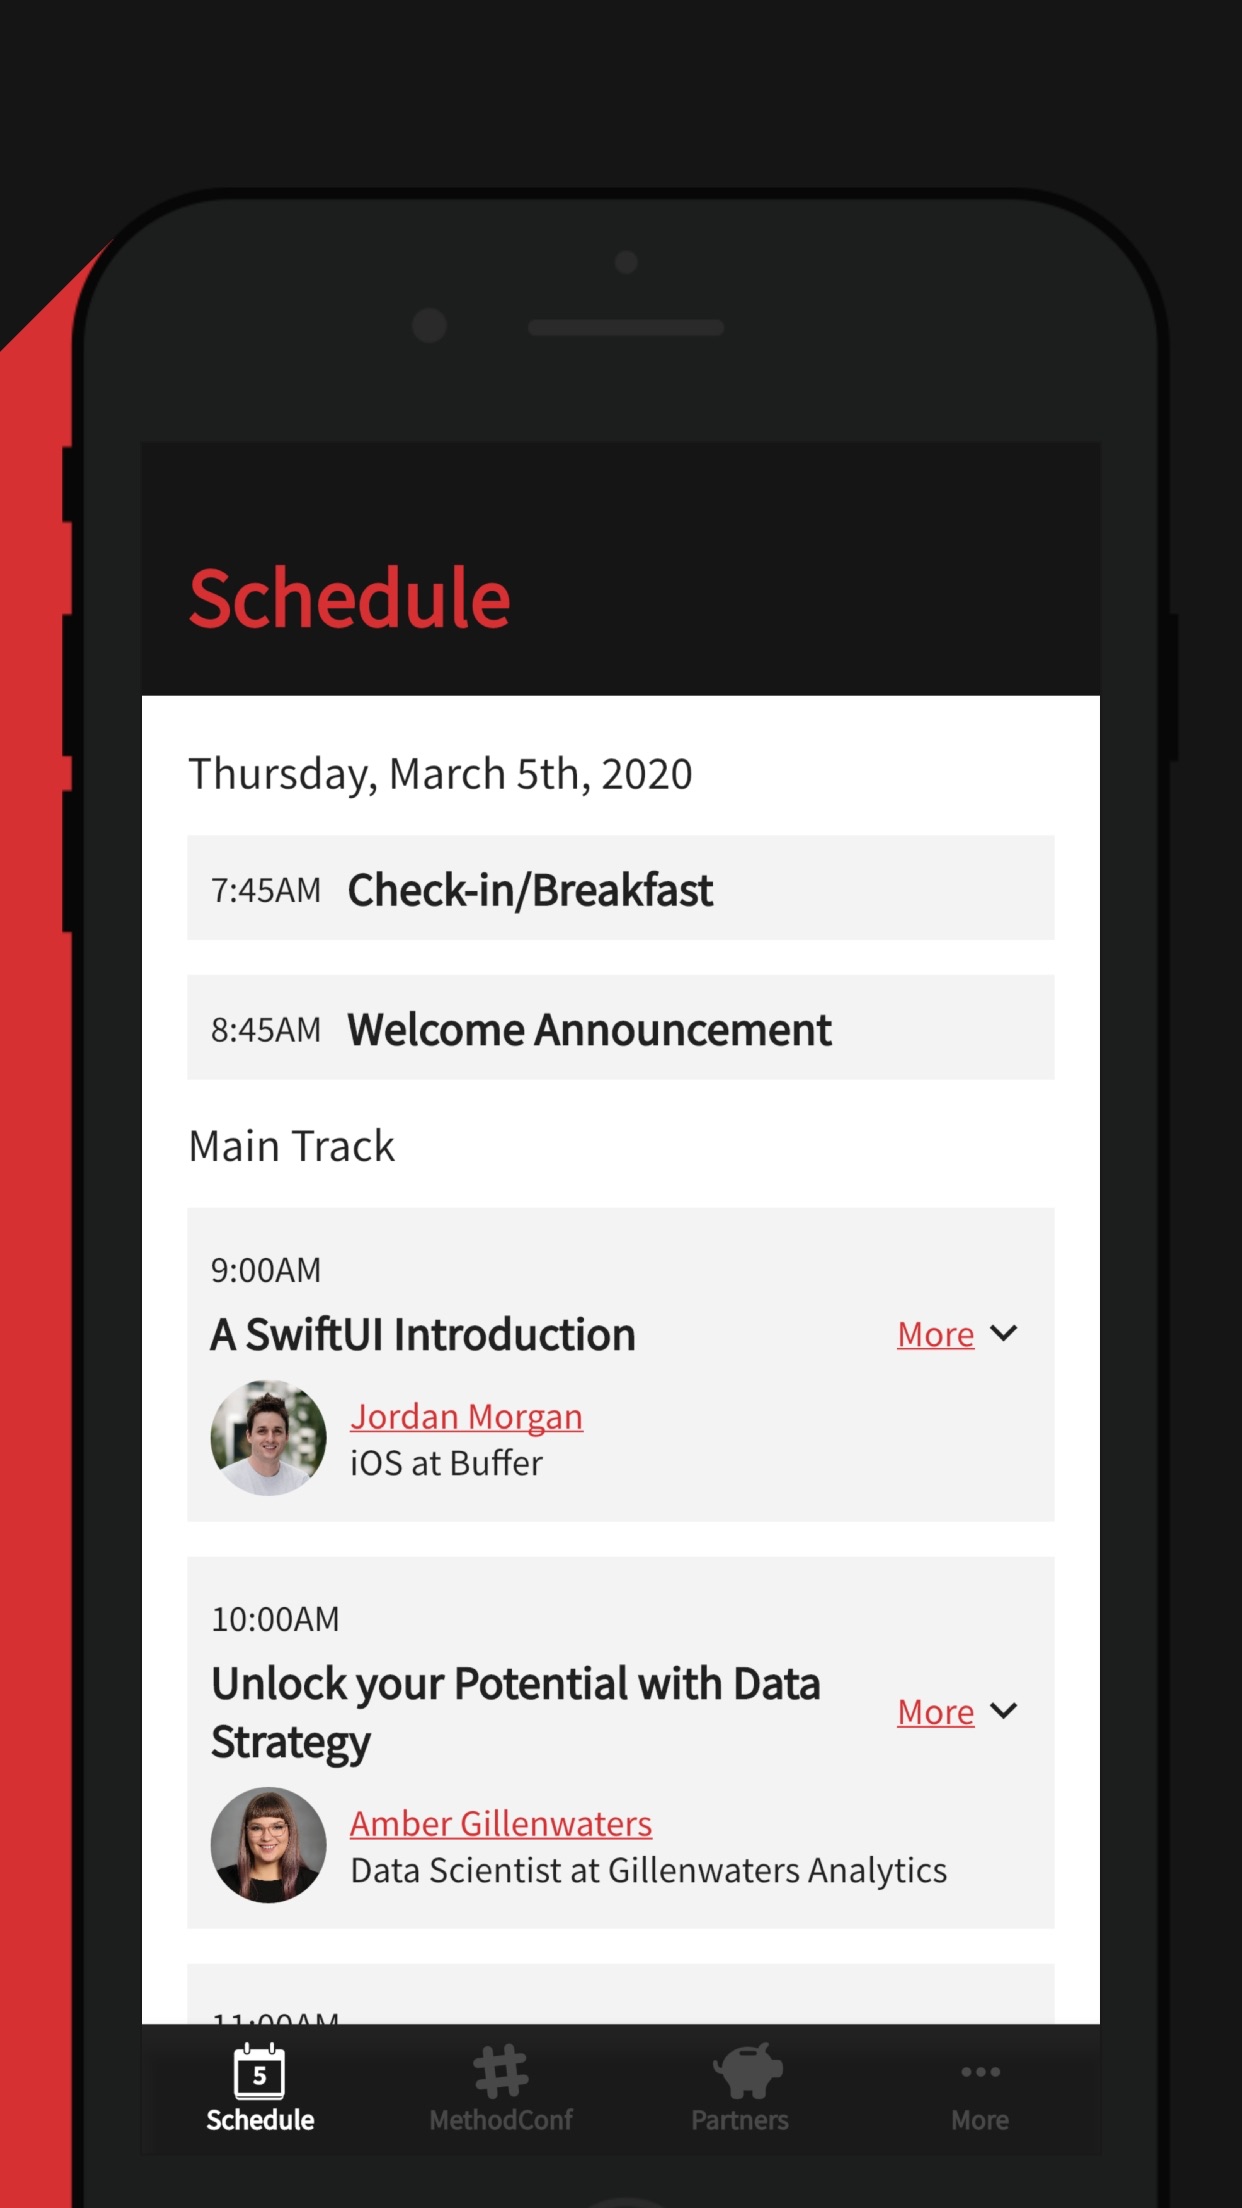 Schedule
Thursday, March 5th, 2020
7:45AM Check-in/Breakfast
8:45AM Welcome Announcement
Main Track
9:00AM
A SwiftUI Introduction
More
Jordan Morgan
iOS at Buffer
10:00AM
Unlock your Potential with Data
Strategy
More
Amber Gillenwaters
Data Scientist at Gillenwaters Analytics
11:00AM
5
Schedule
MethodConf
Partners
More